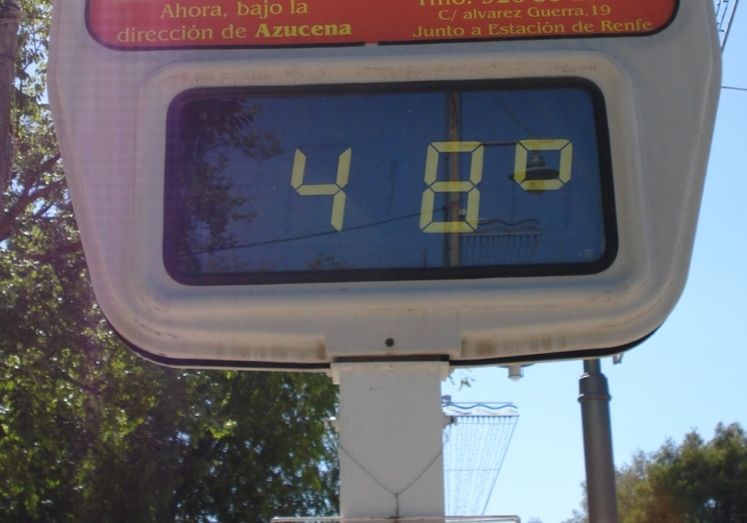 Ahora, bajo la
dirección de Azucena
C/ alvarez Guerra, 19
Junto a Estación de Renfe
48°